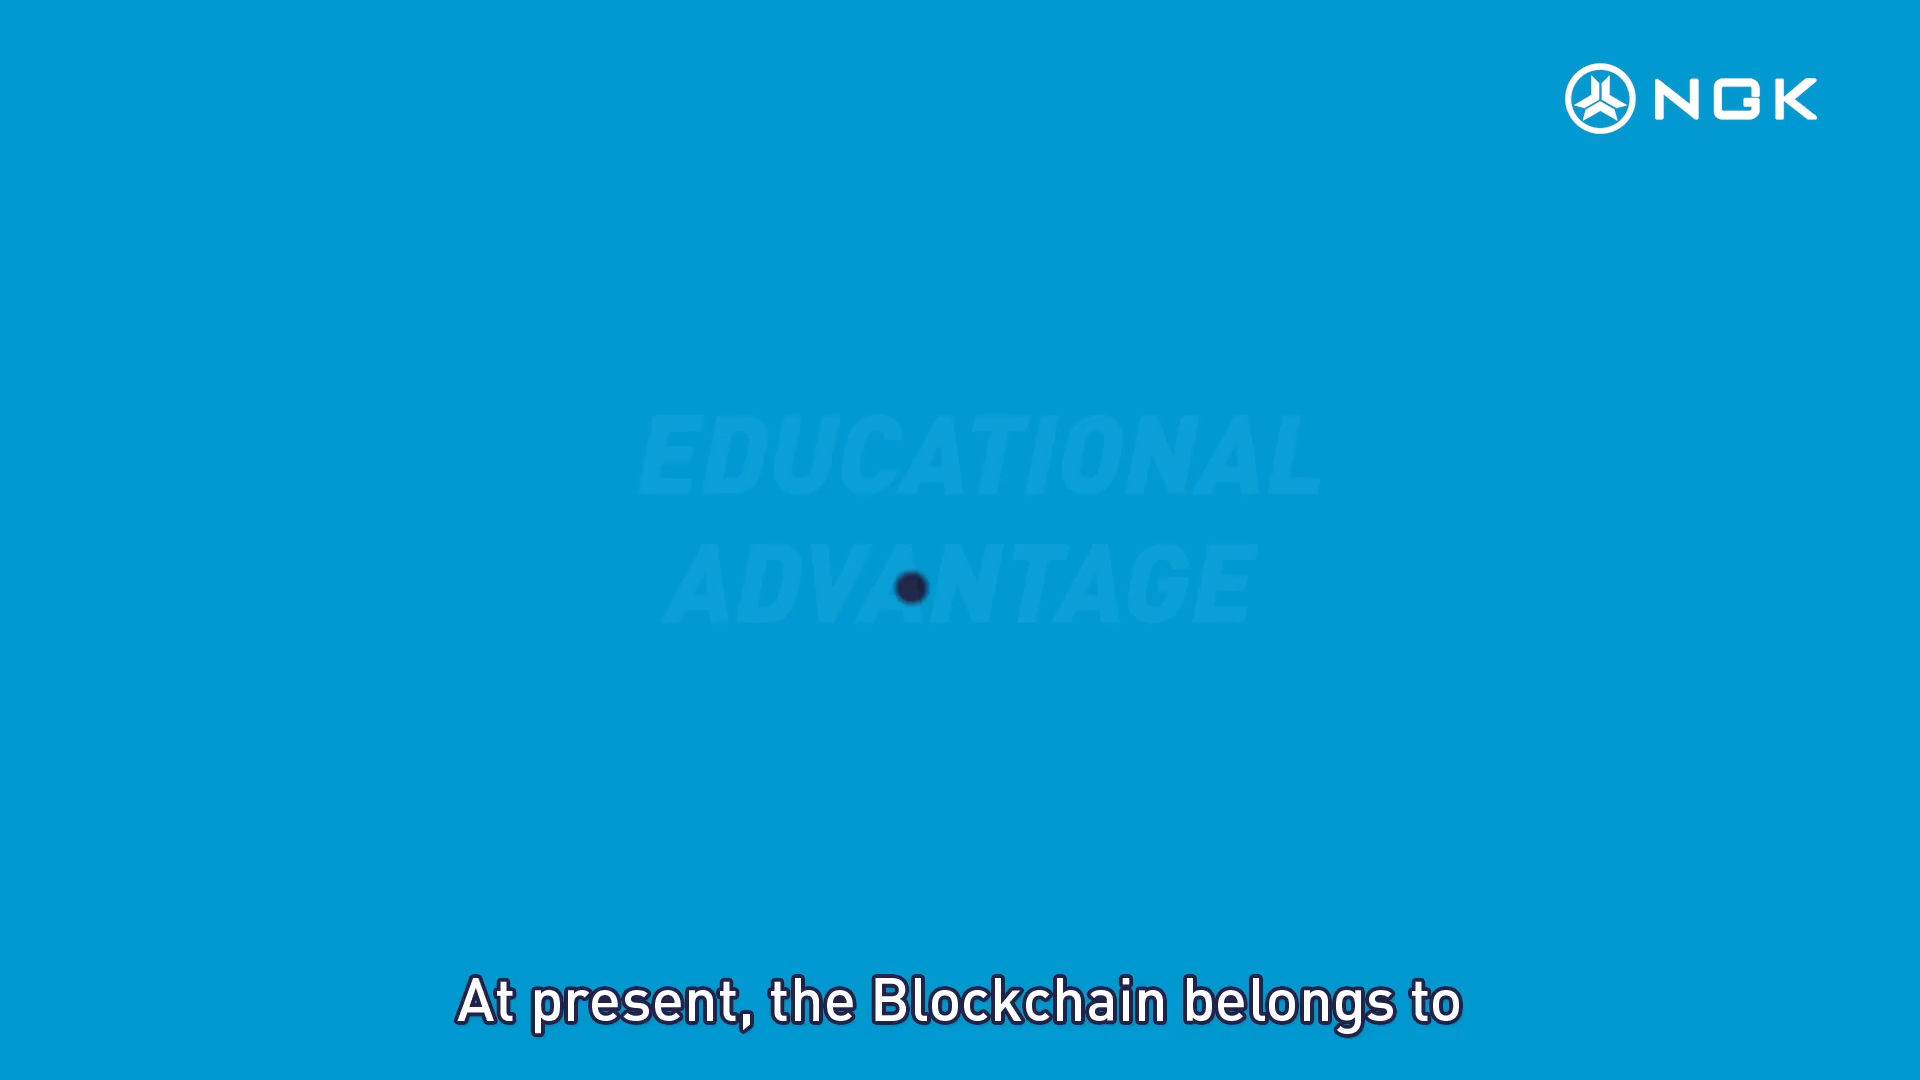 NGK
EDUCATIONAL
ADVANTAGE
At present, the Blockchain belongs to